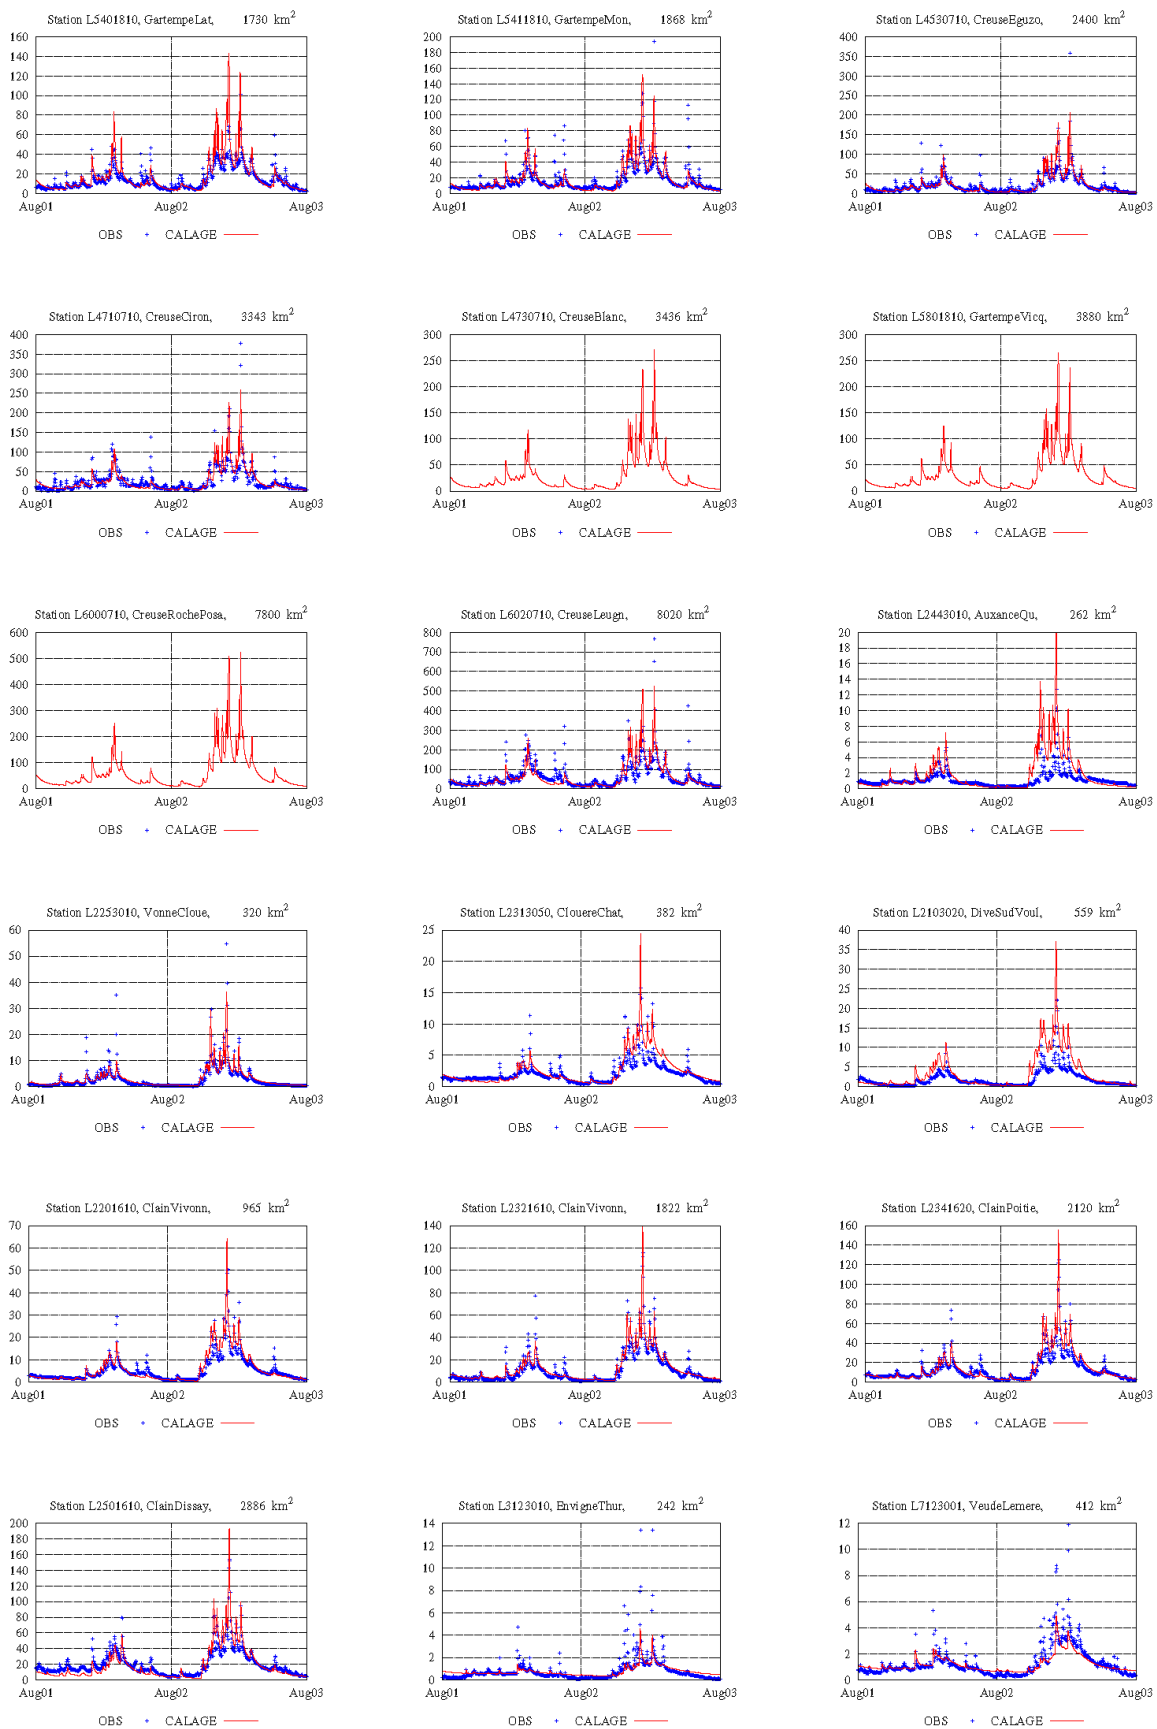 Station L5401810, GartempeLat, 1730 km2
160
140
120
100
80
60
40
20
0
Aug01 Aug02 Aug03
OBS + CALAGE
Station L5411810, GartempeMon, 1868 km2
200
180
160
140
120
100
80
60
40
20
0
Aug01 Aug02 Aug03
OBS + CALAGE
Station L4530710, CreuseEguzo, 2400 km2
400
350
300
250
200
150
100
50
0
Aug01 Aug02 Aug03
OBS + CALAGE
Station L4710710, CreuseCiron, 3343 km2
400
350
300
250
200
150
100
50
0
Aug01 Aug02 Aug03
OBS + CALAGE
Station L4730710, CreuseBlanc, 3436 km2
300
250
200
150
100
50
0
Aug01 Aug02 Aug03
OBS + CALAGE
Station L5801810, GartempeVicq, 3880 km2
300
250
200
150
100
50
0
Aug01 Aug02 Aug03
OBS + CALAGE
Station L6000710, CreuseRochePosa, 7800 km2
600
500
400
300
200
100
0
Aug01 Aug02 Aug03
OBS + CALAGE
Station L6020710, CreuseLeugn, 8020 km2
800
700
600
500
400
300
200
100
0
Aug01 Aug02 Aug03
OBS + CALAGE
Station L2443010, AuxanceQu, 262 km2
20
18
16
14
12
10
8
6
4
2
0
Aug01 Aug02 Aug03
OBS + CALAGE
Station L2253010, VonneCloue, 320 km2
60
50
40
30
20
10
0
Aug01 Aug02 Aug03
OBS + CALAGE
Station L2313050, ClouereChat, 382 km2
25
20
15
10
5
0
Aug01 Aug02 Aug03
OBS + CALAGE
Station L2103020, DiveSudVoul, 559 km2
40
35
30
25
20
15
10
5
0
Aug01 Aug02 Aug03
OBS + CALAGE
Station L2201610, ClainVivonn, 965 km2
70
60
50
40
30
20
10
0
Aug01 Aug02 Aug03
OBS + CALAGE
Station L2321610, ClainVivonn, 1822 km2
140
120
100
80
60
40
20
0
Aug01 Aug02 Aug03
OBS + CALAGE
Station L2341620, ClainPoitie, 2120 km2
160
140
120
100
80
60
40
20
0
Aug01 Aug02 Aug03
OBS + CALAGE
Station L2501610, ClainDissay, 2886 km2
200
180
160
140
120
100
80
60
40
20
0
Aug01 Aug02 Aug03
OBS + CALAGE
Station L3123010, EnvigneThur, 242 km2
14
12
10
8
6
4
2
0
Aug01 Aug02 Aug03
OBS + CALAGE
Station L7123001, VeudeLemere, 412 km2
12
10
8
6
4
2
0
Aug01 Aug02 Aug03
OBS + CALAGE